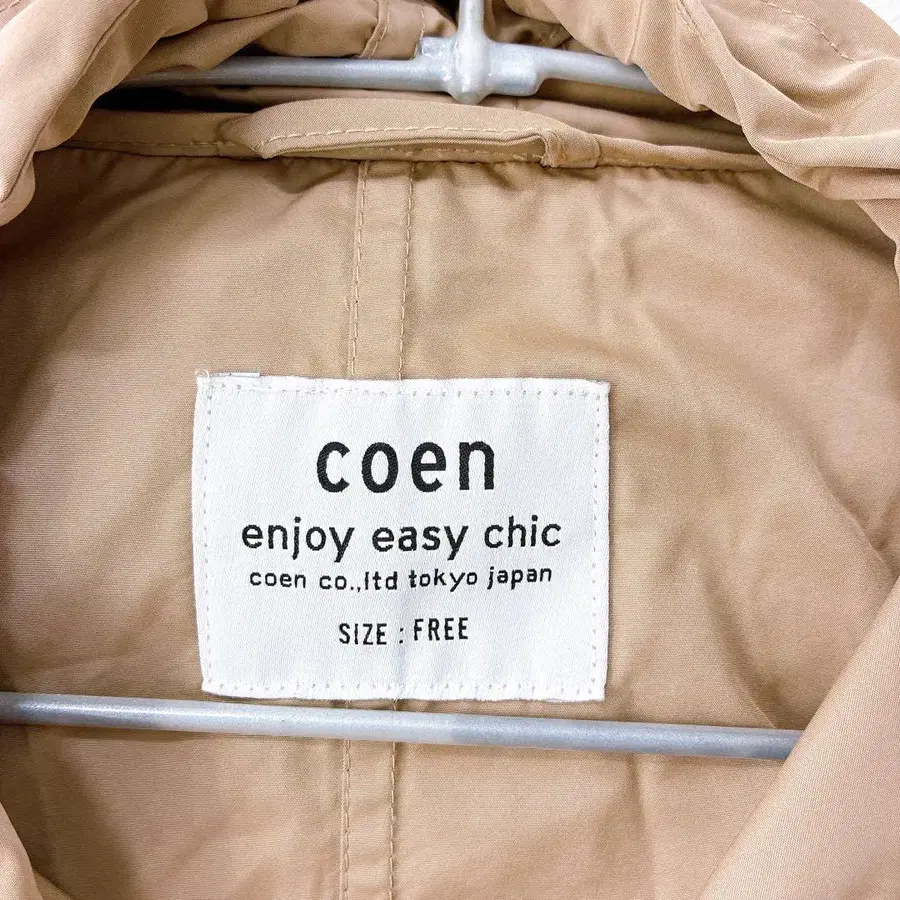 coen
enjoy easy chic
coen co.,ltd tokyo japan
SIZE : FREE